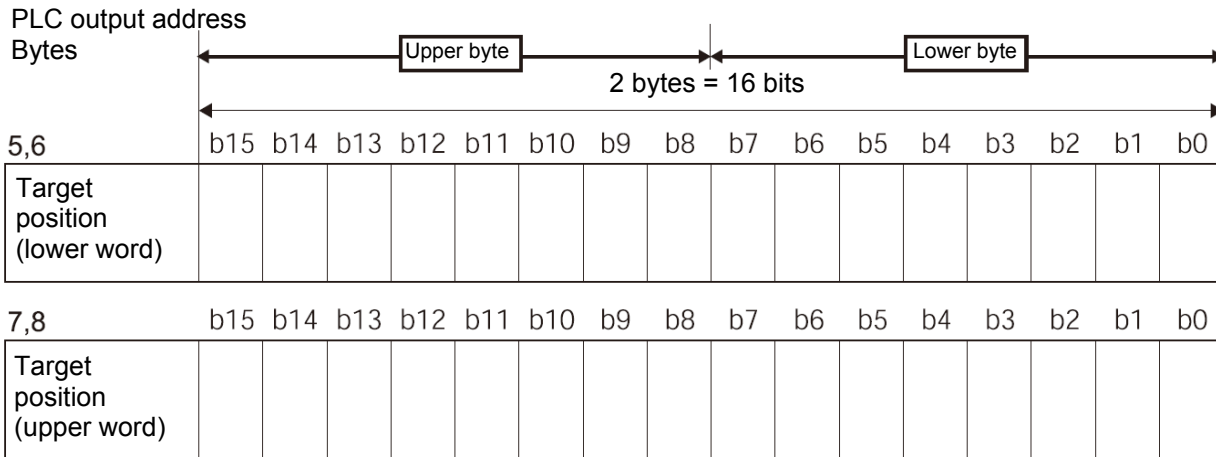 PLC output address
Bytes
Upper byte
Lower byte
2 bytes = 16 bits
5,6
b15 b14 b13 b12 b11 b10 b9 b8 b7 b6 b5 b4 b3 b2 b1 b0
Target
position
(lower word)
7,8
b15 b14 b13 b12 b11 b10 b9 b8 b7 b6 b5 b4 b3 b2 b1 b0
Target
position
(upper word)